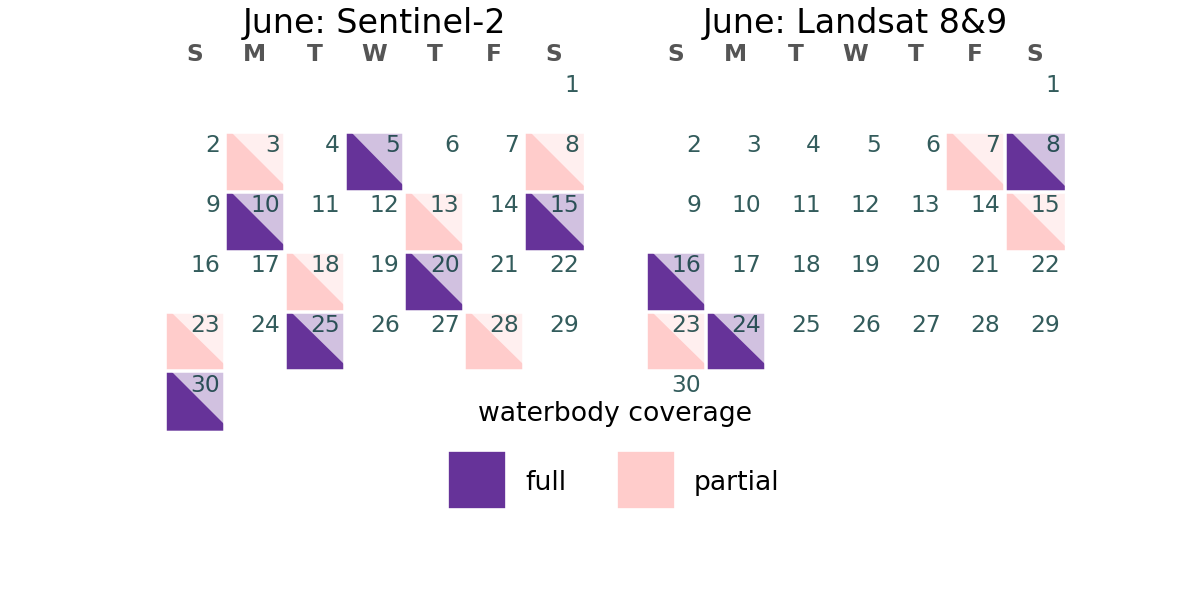 June: Sentinel-2
S M T W T F S
1
2 3 4 5 6 7 8
9 10 11 12 13 14 15
16 17 18 19 20 21 22
23 24 25 26 27 28 29
30
June: Landsat 8&9
S M T W T F S
1
2 3 4 5 6 7 8
9 10 11 12 13 14 15
16 17 18 19 20 21 22
23 24 25 26 27 28 29
30
waterbody coverage
full partial